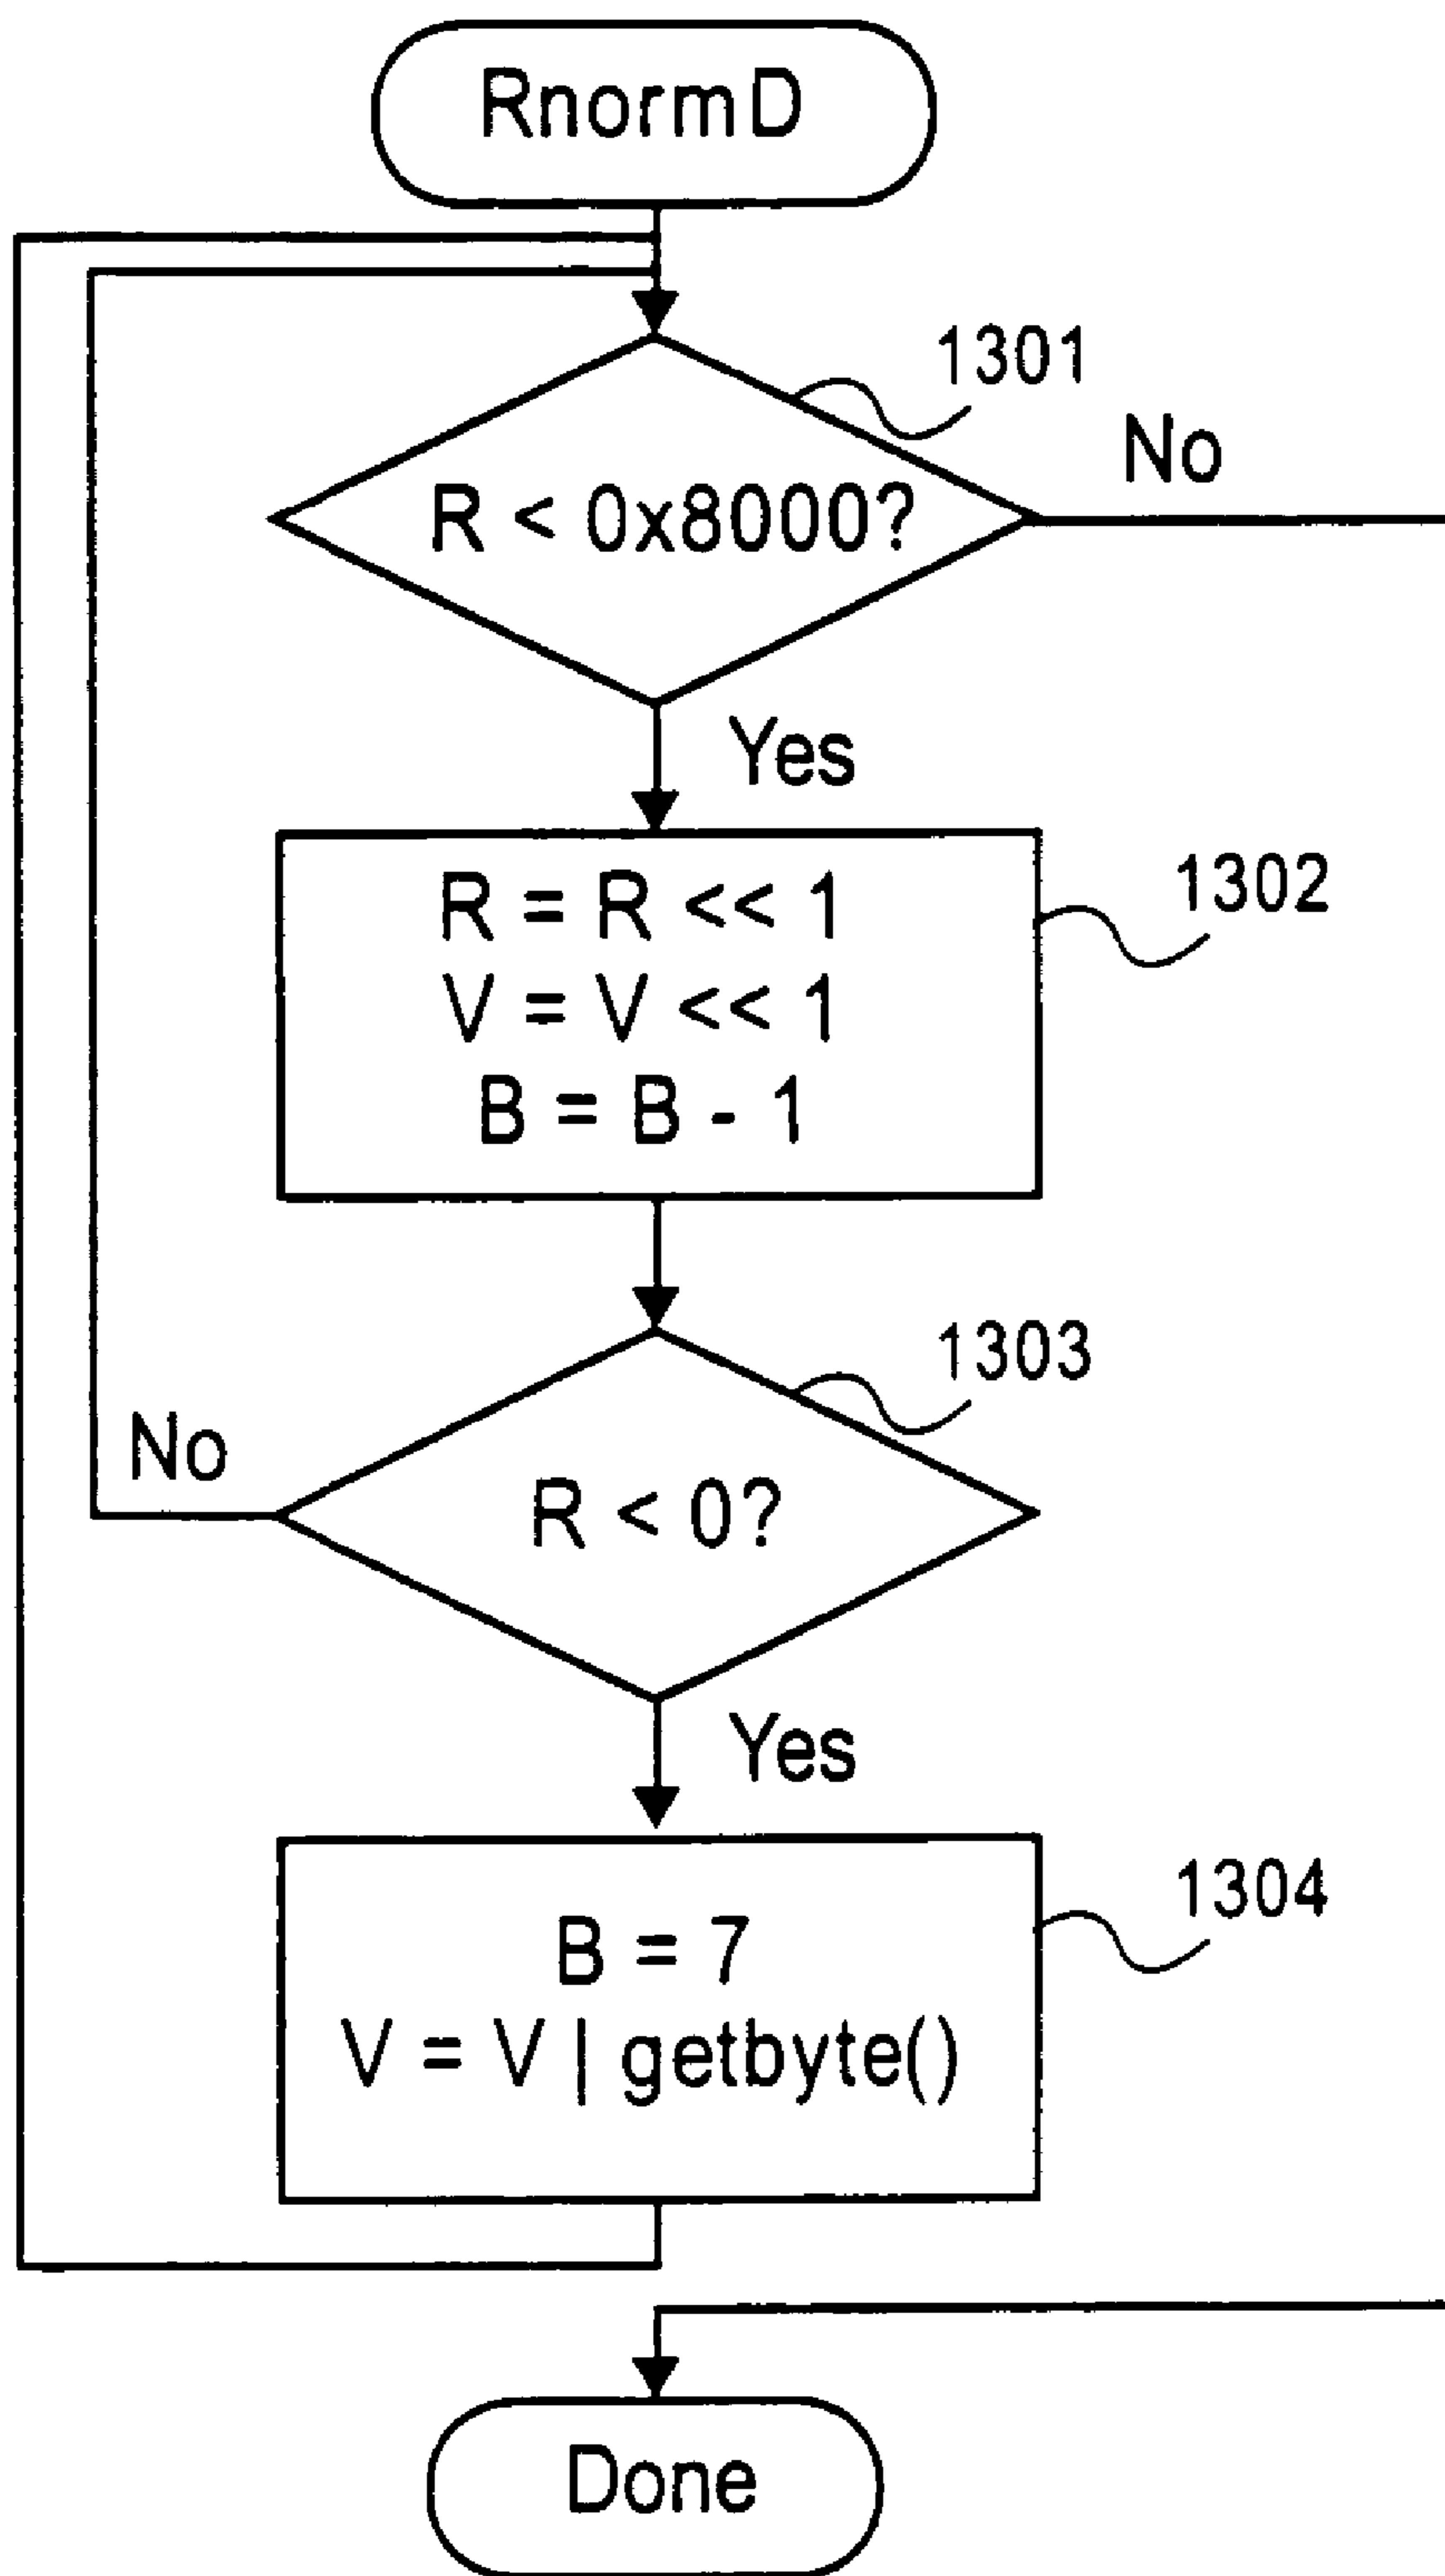 RnormD
1301
No
R < 0x8000?
Yes
R = R << 1
1302
V = V << 1
B = B - 1
1303
No
R < 0?
Yes
1304
B = 7
V = V | getbyte()
Done